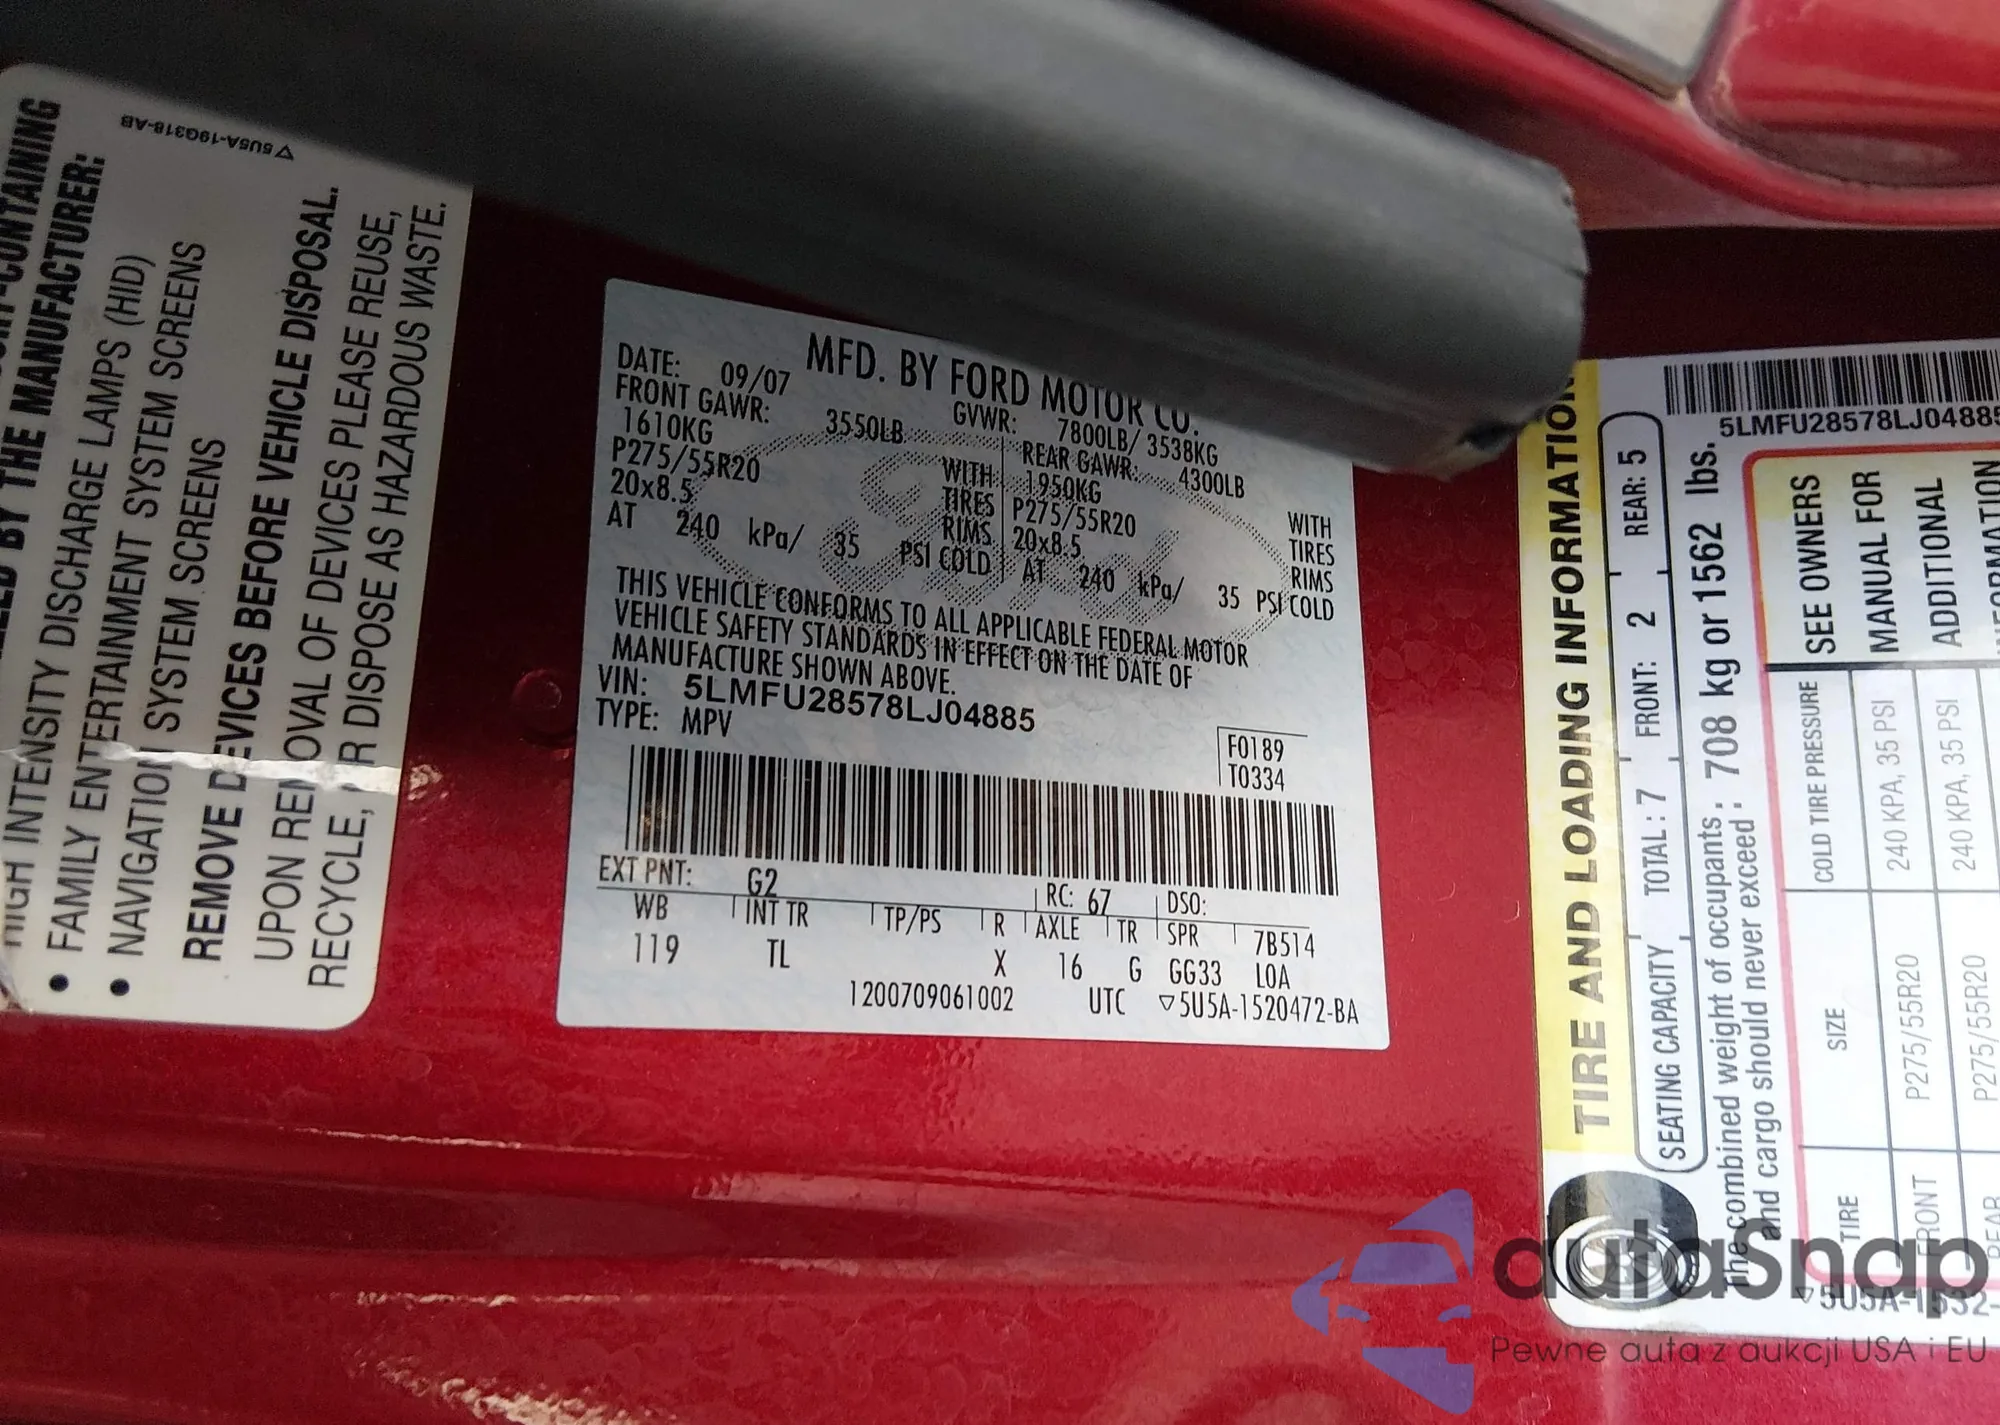 5U5A-19G318-AB
CONTAINING
BY THE MANUFACTURER:
HIGH INTENSITY DISCHARGE LAMPS (HID)
• FAMILY ENTERTAINMENT SYSTEM SCREENS
• NAVIGATION SYSTEM SCREENS
REMOVE DEVICES BEFORE VEHICLE DISPOSAL.
UPON REMOVAL OF DEVICES PLEASE REUSE,
RECYCLE, OR DISPOSE AS HAZARDOUS WASTE.
MFD. BY FORD MOTOR CO.
DATE: 09/07 GVWR: 7800LB/ 3538KG
FRONT GAWR: 3550LB REAR GAWR: 4300LB
1610KG WITH 1950KG WITH
P275/55R20 TIRES P275/55R20 TIRES
20x8.5 RIMS 20x8.5 RIMS
AT 240 kPa/ 35 PSI COLD AT 240 kPa/ 35 PSI COLD
THIS VEHICLE CONFORMS TO ALL APPLICABLE FEDERAL MOTOR
VEHICLE SAFETY STANDARDS IN EFFECT ON THE DATE OF
MANUFACTURE SHOWN ABOVE.
VIN: 5LMFU28578LJ04885
TYPE: MPV
F0189
T0334
EXT PNT: G2 RC: 67 DSO:
WB INT TR TP/PS R AXLE TR SPR 7B514
119 TL X 16 G GG33 LOA
1200709061002 UTC ▽5U5A-1520472-BA
5LMFU28578LJ04885
TIRE AND LOADING INFORMATION
SEATING CAPACITY TOTAL: 7 FRONT: 2 REAR: 5
The combined weight of occupants and cargo should never exceed: 708 kg or 1562 lbs.
TIRE SIZE COLD TIRE PRESSURE
FRONT P275/55R20 240 KPA, 35 PSI
REAR P275/55R20 240 KPA, 35 PSI
SEE OWNERS
MANUAL FOR
ADDITIONAL
INFORMATION
▽5U5A-1532-
autaSnap
Pewne auta z aukcji USA i EU